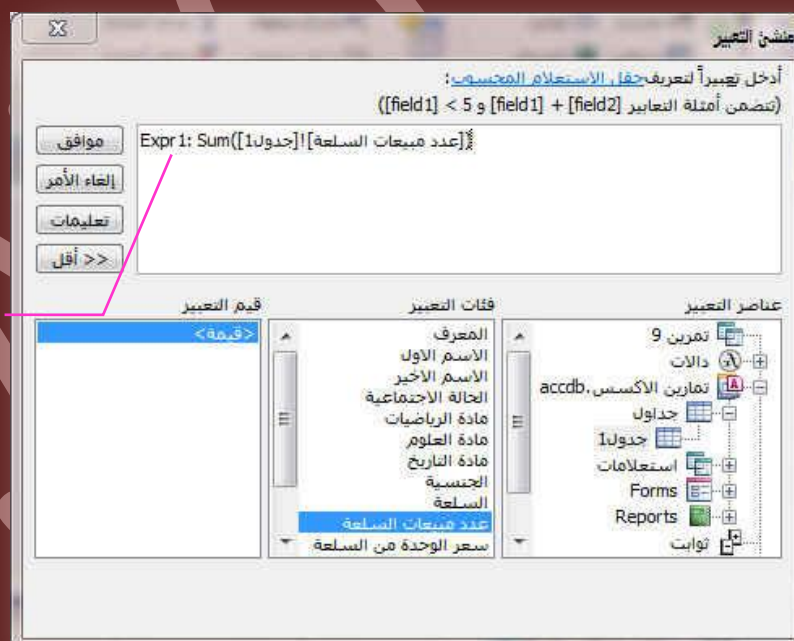 منشئ التعبير
أدخل تعبيراً لتعريف حقل الاستعلام المحسوب:
(تتضمن أمثلة التعابير [field1] + [field2] و [field1] < 5)
Expr1: Sum([جدول1]![عدد مبيعات السلعة])
موافق
إلغاء الأمر
تعليمات
<< أقل
عناصر التعبير
تمرين 9
دالات
تمارين الاكسس.accdb
جداول
جدول1
استعلامات
Forms
Reports
ثوابت
فئات التعبير
المعرف
الاسم الاول
الاسم الاخير
الحالة الاجتماعية
مادة الرياضيات
مادة العلوم
مادة التاريخ
الجنسية
السلعة
عدد مبيعات السلعة
سعر الوحدة من السلعة
قيم التعبير
<قيمة>